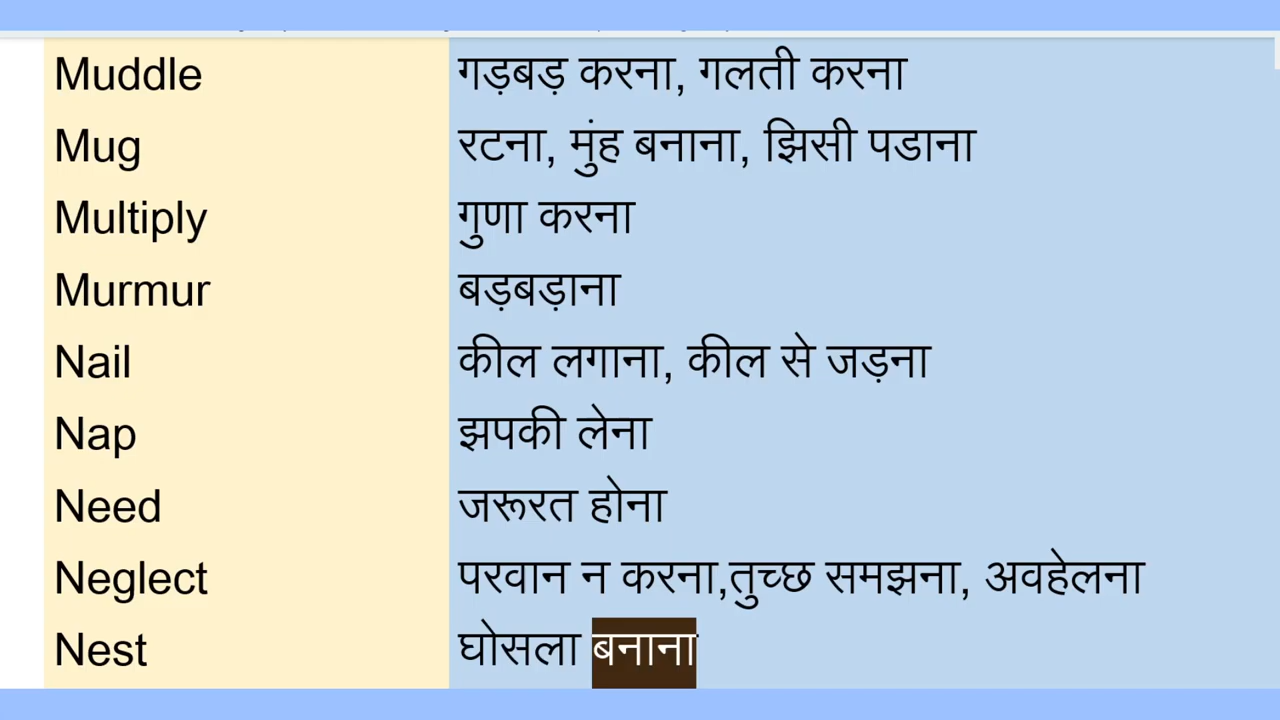 Muddle गड़बड़ करना, गलती करना
Mug रटना, मुंह बनाना, झिसी पडाना
Multiply गुणा करना
Murmur बड़बड़ाना
Nail कील लगाना, कील से जड़ना
Nap झपकी लेना
Need जरूरत होना
Neglect परवान न करना,तुच्छ समझना, अवहेलना
Nest घोसला बनाना